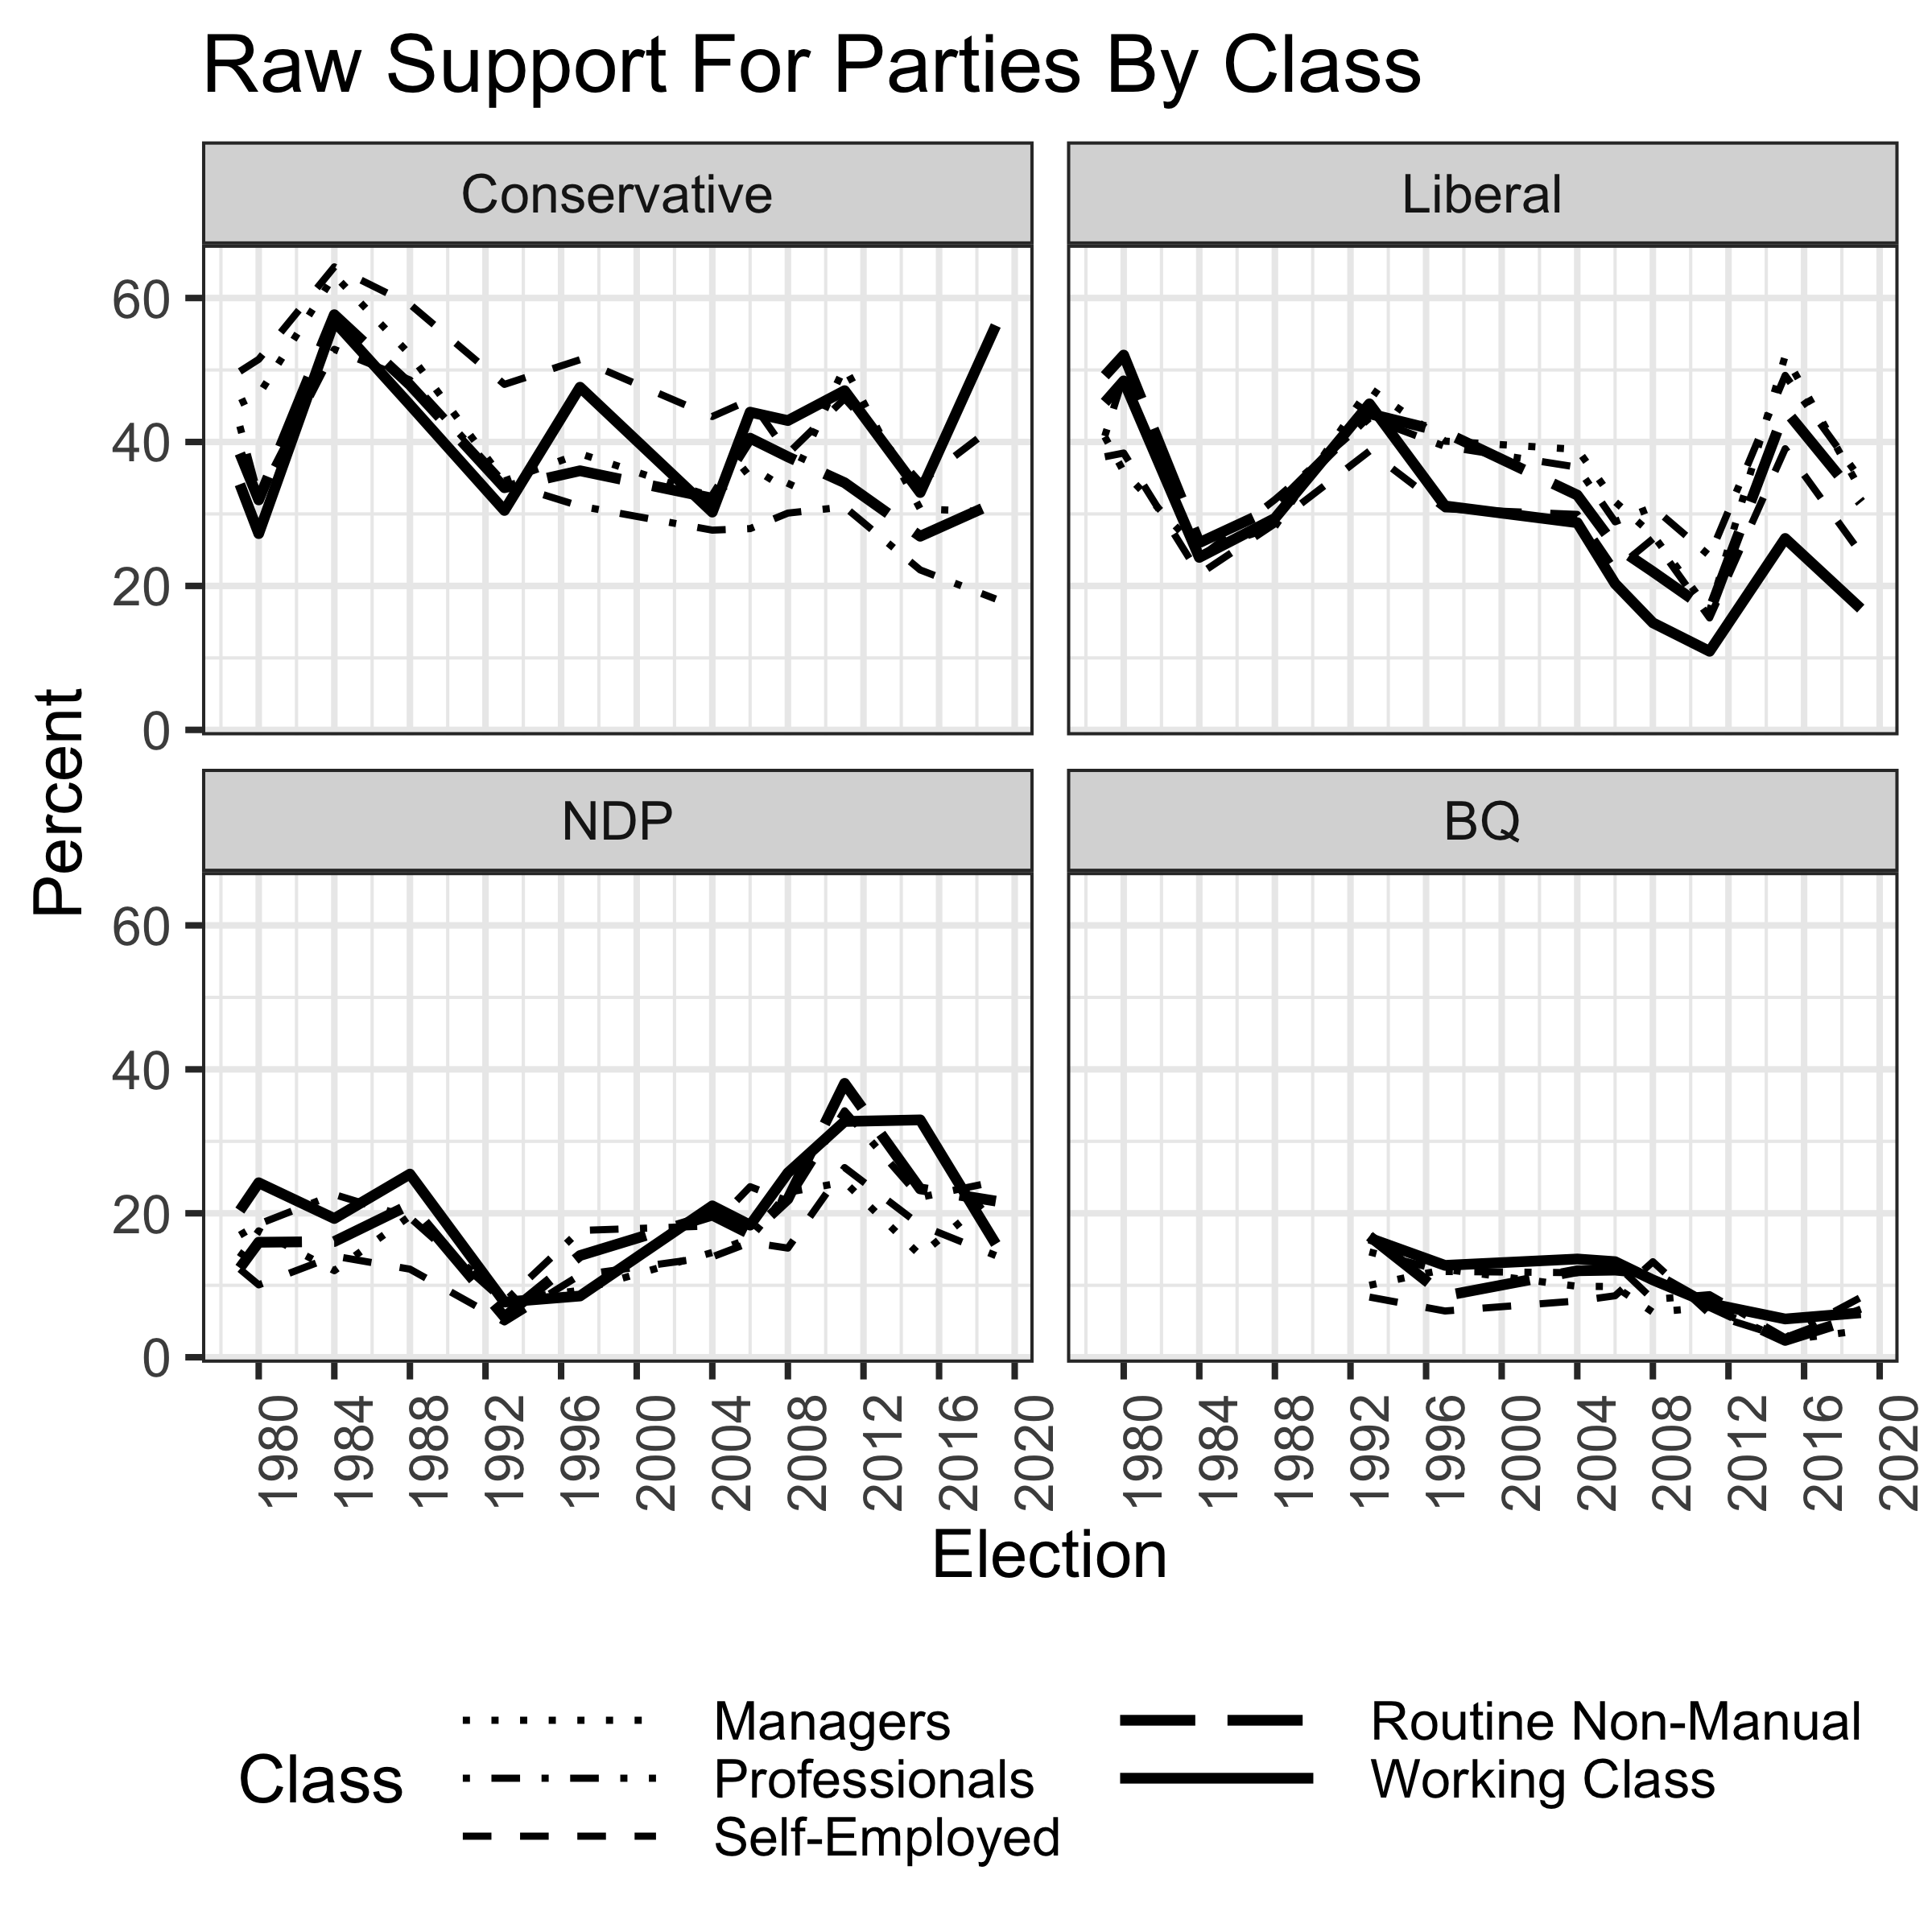 Raw Support For Parties By Class
Conservative
Liberal
60
40
20
0
NDP
BQ
60
40
20
0
Percent
1980 1984 1988 1992 1996 2000 2004 2008 2012 2016 2020
1980 1984 1988 1992 1996 2000 2004 2008 2012 2016 2020
Election
Class
Managers
Professionals
Self-Employed
Routine Non-Manual
Working Class